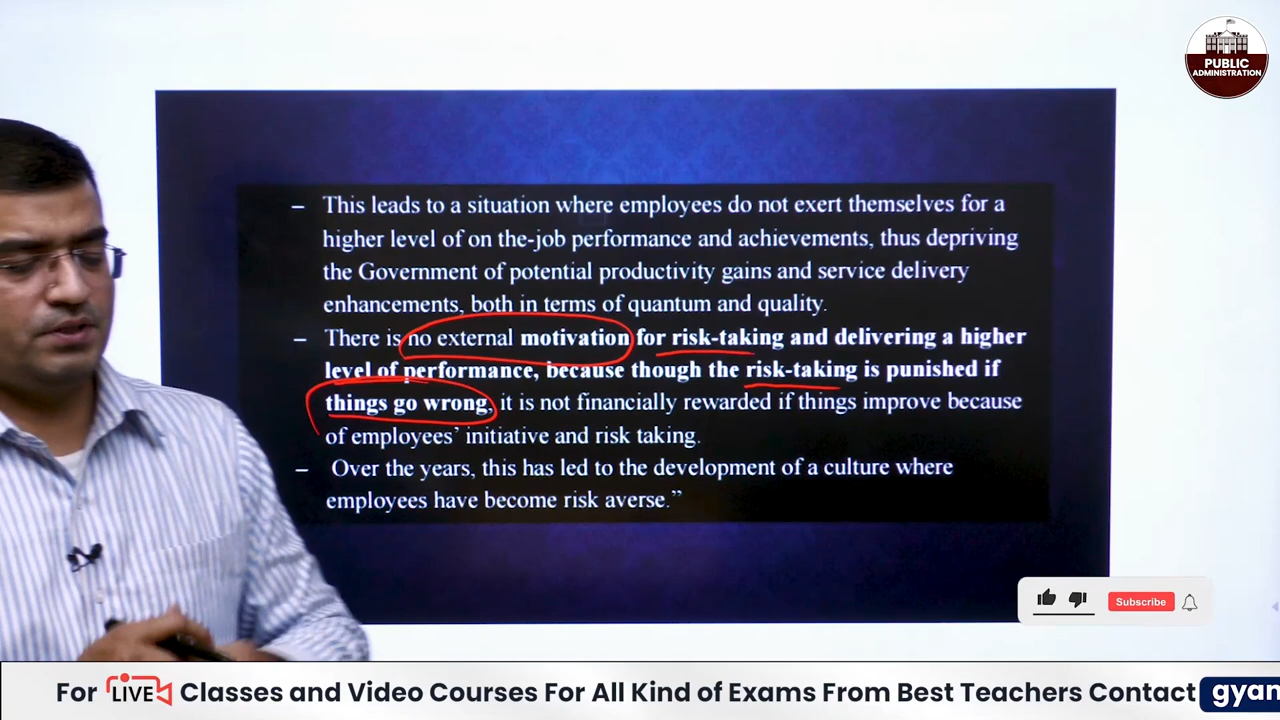 PUBLIC
ADMINISTRATION
– This leads to a situation where employees do not exert themselves for a
higher level of on the-job performance and achievements, thus depriving
the Government of potential productivity gains and service delivery
enhancements, both in terms of quantum and quality.
– There is no external motivation for risk-taking and delivering a higher
level of performance, because though the risk-taking is punished if
things go wrong, it is not financially rewarded if things improve because
of employees’ initiative and risk taking.
– Over the years, this has led to the development of a culture where
employees have become risk averse.”
Subscribe
For LIVE Classes and Video Courses For All Kind of Exams From Best Teachers Contact gyan